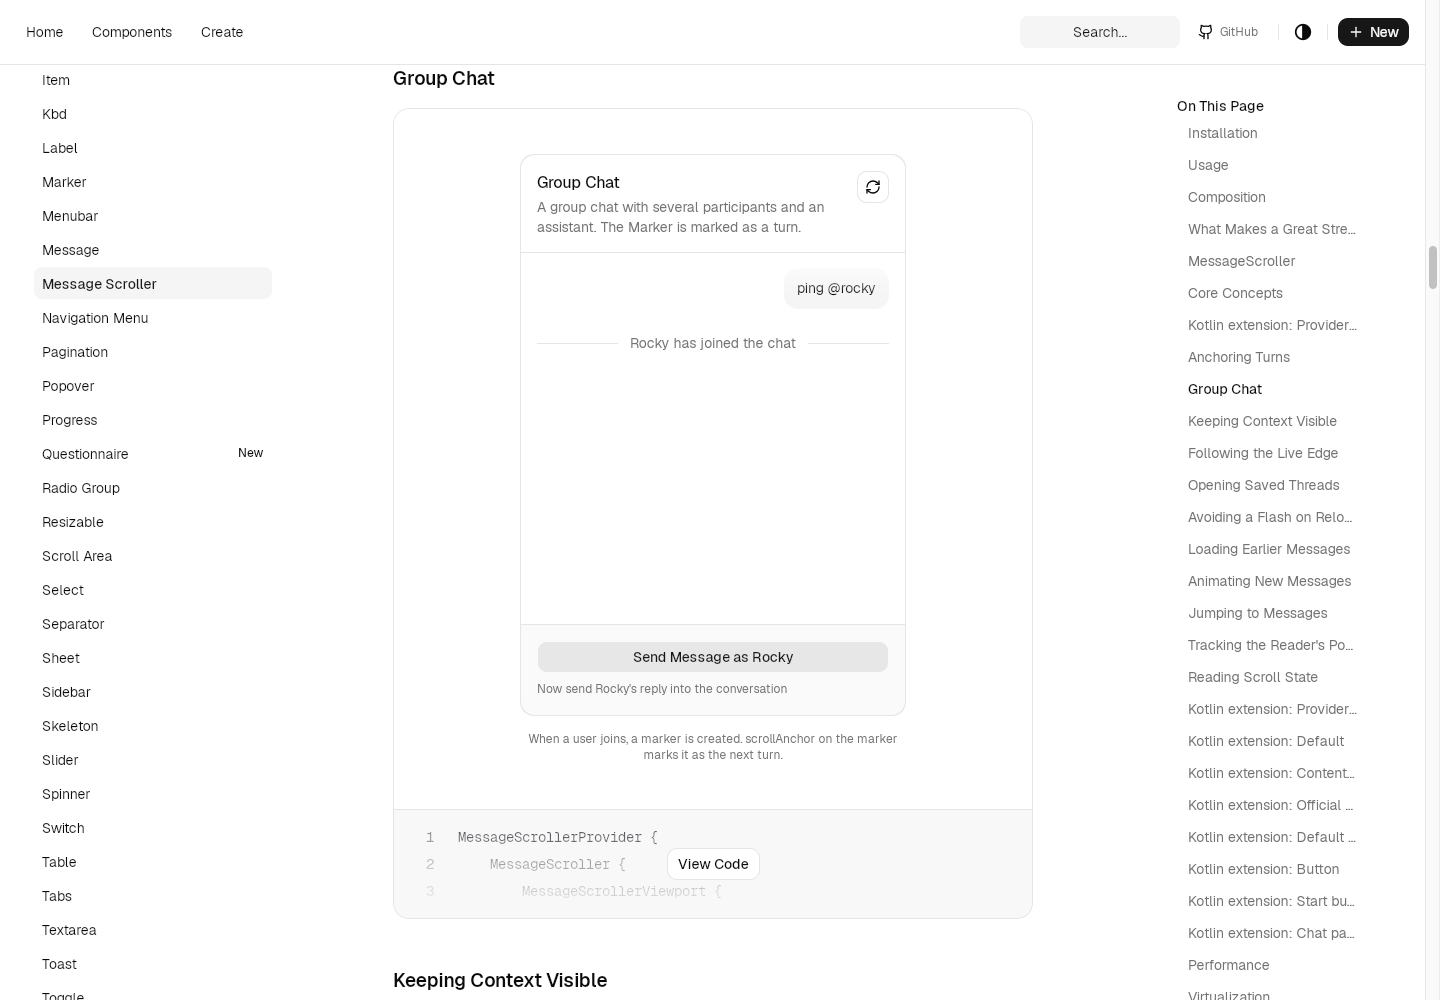 Home
Components
Create
Search...
GitHub
New
Item
Kbd
Label
Marker
Menubar
Message
Message Scroller
Navigation Menu
Pagination
Popover
Progress
Questionnaire
New
Radio Group
Resizable
Scroll Area
Select
Separator
Sheet
Sidebar
Skeleton
Slider
Spinner
Switch
Table
Tabs
Textarea
Toast
Toggle
Group Chat
Group Chat
A group chat with several participants and an
assistant. The Marker is marked as a turn.
ping @rocky
Rocky has joined the chat
Send Message as Rocky
Now send Rocky's reply into the conversation
When a user joins, a marker is created. scrollAnchor on the marker
marks it as the next turn.
1 MessageScrollerProvider {
2 MessageScroller {
View Code
3 MessageScrollerViewport {
Keeping Context Visible
On This Page
Installation
Usage
Composition
What Makes a Great Stre...
MessageScroller
Core Concepts
Kotlin extension: Provider...
Anchoring Turns
Group Chat
Keeping Context Visible
Following the Live Edge
Opening Saved Threads
Avoiding a Flash on Relo...
Loading Earlier Messages
Animating New Messages
Jumping to Messages
Tracking the Reader's Po...
Reading Scroll State
Kotlin extension: Provider...
Kotlin extension: Default
Kotlin extension: Content...
Kotlin extension: Official ...
Kotlin extension: Default ...
Kotlin extension: Button
Kotlin extension: Start bu...
Kotlin extension: Chat pa...
Performance
Virtualization